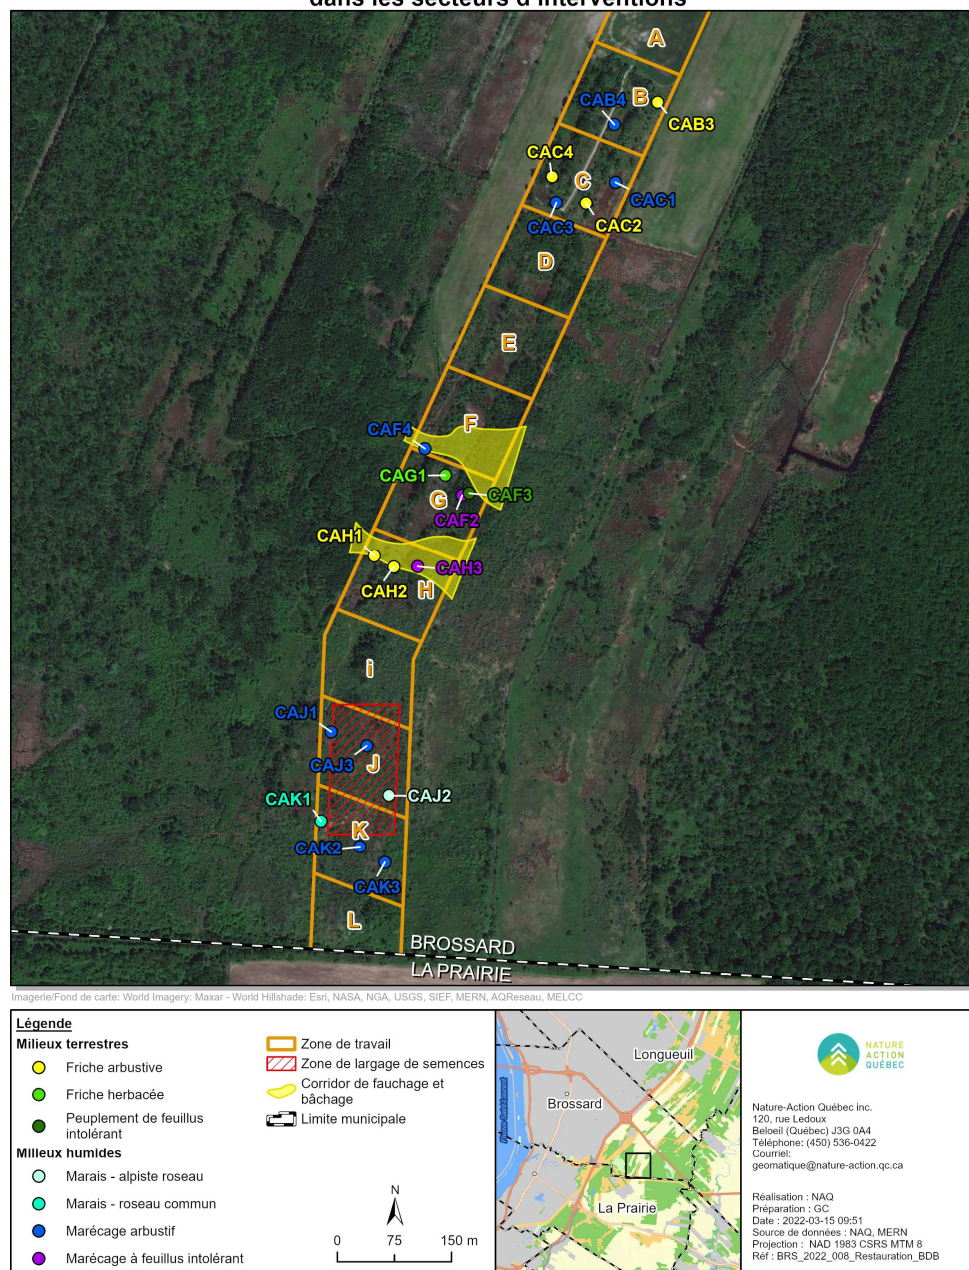 dans les secteurs d'interventions
A
B
CAB4
CAB3
CAC4
C
CAC1
CAC3
CAC2
D
E
F
CAF4
CAG1
G
CAF3
CAF2
CAH1
CAH3
CAH2
H
i
CAJ1
CAJ3
J
CAJ2
CAK1
K
CAK2
CAK3
L
BROSSARD
LA PRAIRIE
Imagerie/Fond de carte: World Imagery: Maxar - World Hillshade: Esri, NASA, NGA, USGS, SIEF, MERN, AQReseau, MELCC
Légende
Milieux terrestres
Friche arbustive
Friche herbacée
Peuplement de feuillus
intolérant
Milieux humides
Marais - alpiste roseau
Marais - roseau commun
Marécage arbustif
Marécage à feuillus intolérant
Zone de travail
Zone de largage de semences
Corridor de fauchage et
bâchage
Limite municipale
N
0 75 150 m
Longueuil
Brossard
Fleuve Saint-Laurent
La Prairie
NATURE
ACTION
QUÉBEC
Nature-Action Québec inc.
120, rue Ledoux
Beloeil (Québec) J3G 0A4
Téléphone: (450) 536-0422
Courriel:
geomatique@nature-action.qc.ca
Réalisation : NAQ
Préparation : GC
Date : 2022-03-15 09:51
Source de données : NAQ, MERN
Projection : NAD 1983 CSRS MTM 8
Réf : BRS_2022_008_Restauration_BDB